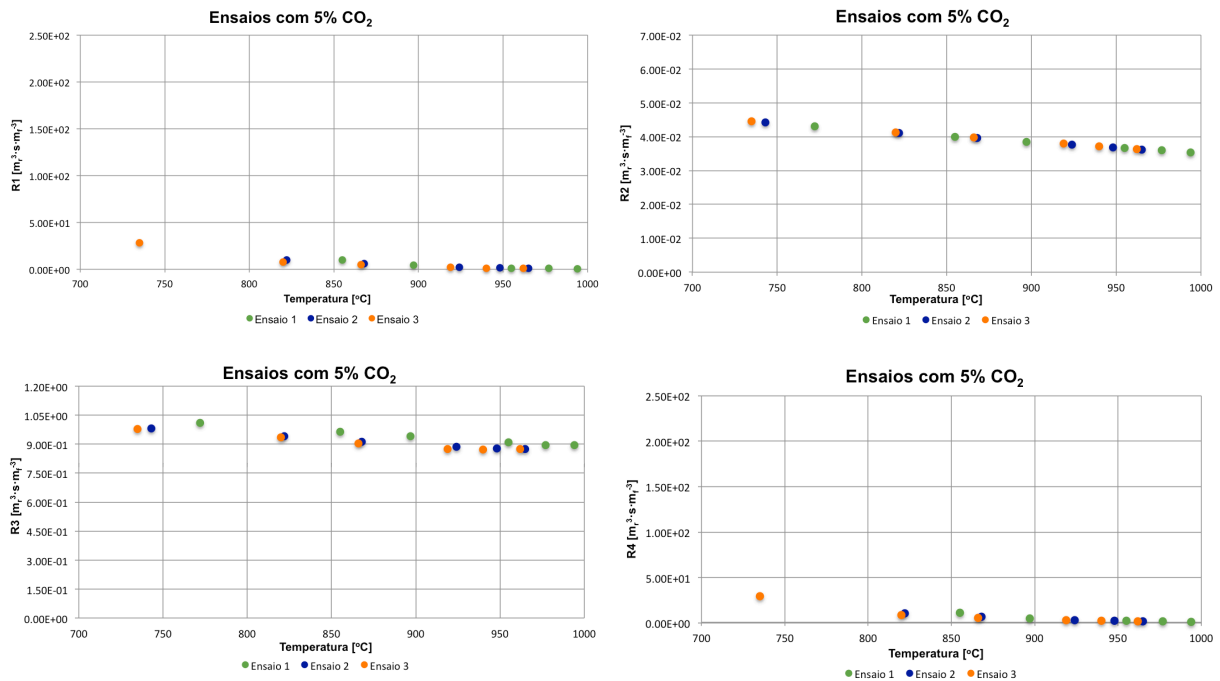 Ensaios com 5% CO₂
2.50E+02
2.00E+02
1.50E+02
1.00E+02
5.00E+01
0.00E+00
R1 [mᵣ³·s·m_f⁻³]
700 750 800 850 900 950 1000
Temperatura [ºC]
Ensaio 1 Ensaio 2 Ensaio 3
Ensaios com 5% CO₂
7.00E-02
6.00E-02
5.00E-02
4.00E-02
3.00E-02
2.00E-02
1.00E-02
0.00E+00
R2 [mᵣ³·s·m_f⁻³]
700 750 800 850 900 950 1000
Temperatura [ºC]
Ensaio 1 Ensaio 2 Ensaio 3
Ensaios com 5% CO₂
1.20E+00
1.05E+00
9.00E-01
7.50E-01
6.00E-01
4.50E-01
3.00E-01
1.50E-01
0.00E+00
R3 [mᵣ³·s·m_f⁻³]
700 750 800 850 900 950 1000
Temperatura [ºC]
Ensaio 1 Ensaio 2 Ensaio 3
Ensaios com 5% CO₂
2.50E+02
2.00E+02
1.50E+02
1.00E+02
5.00E+01
0.00E+00
R4 [mᵣ³·s·m_f⁻³]
700 750 800 850 900 950 1000
Temperatura [ºC]
Ensaio 1 Ensaio 2 Ensaio 3